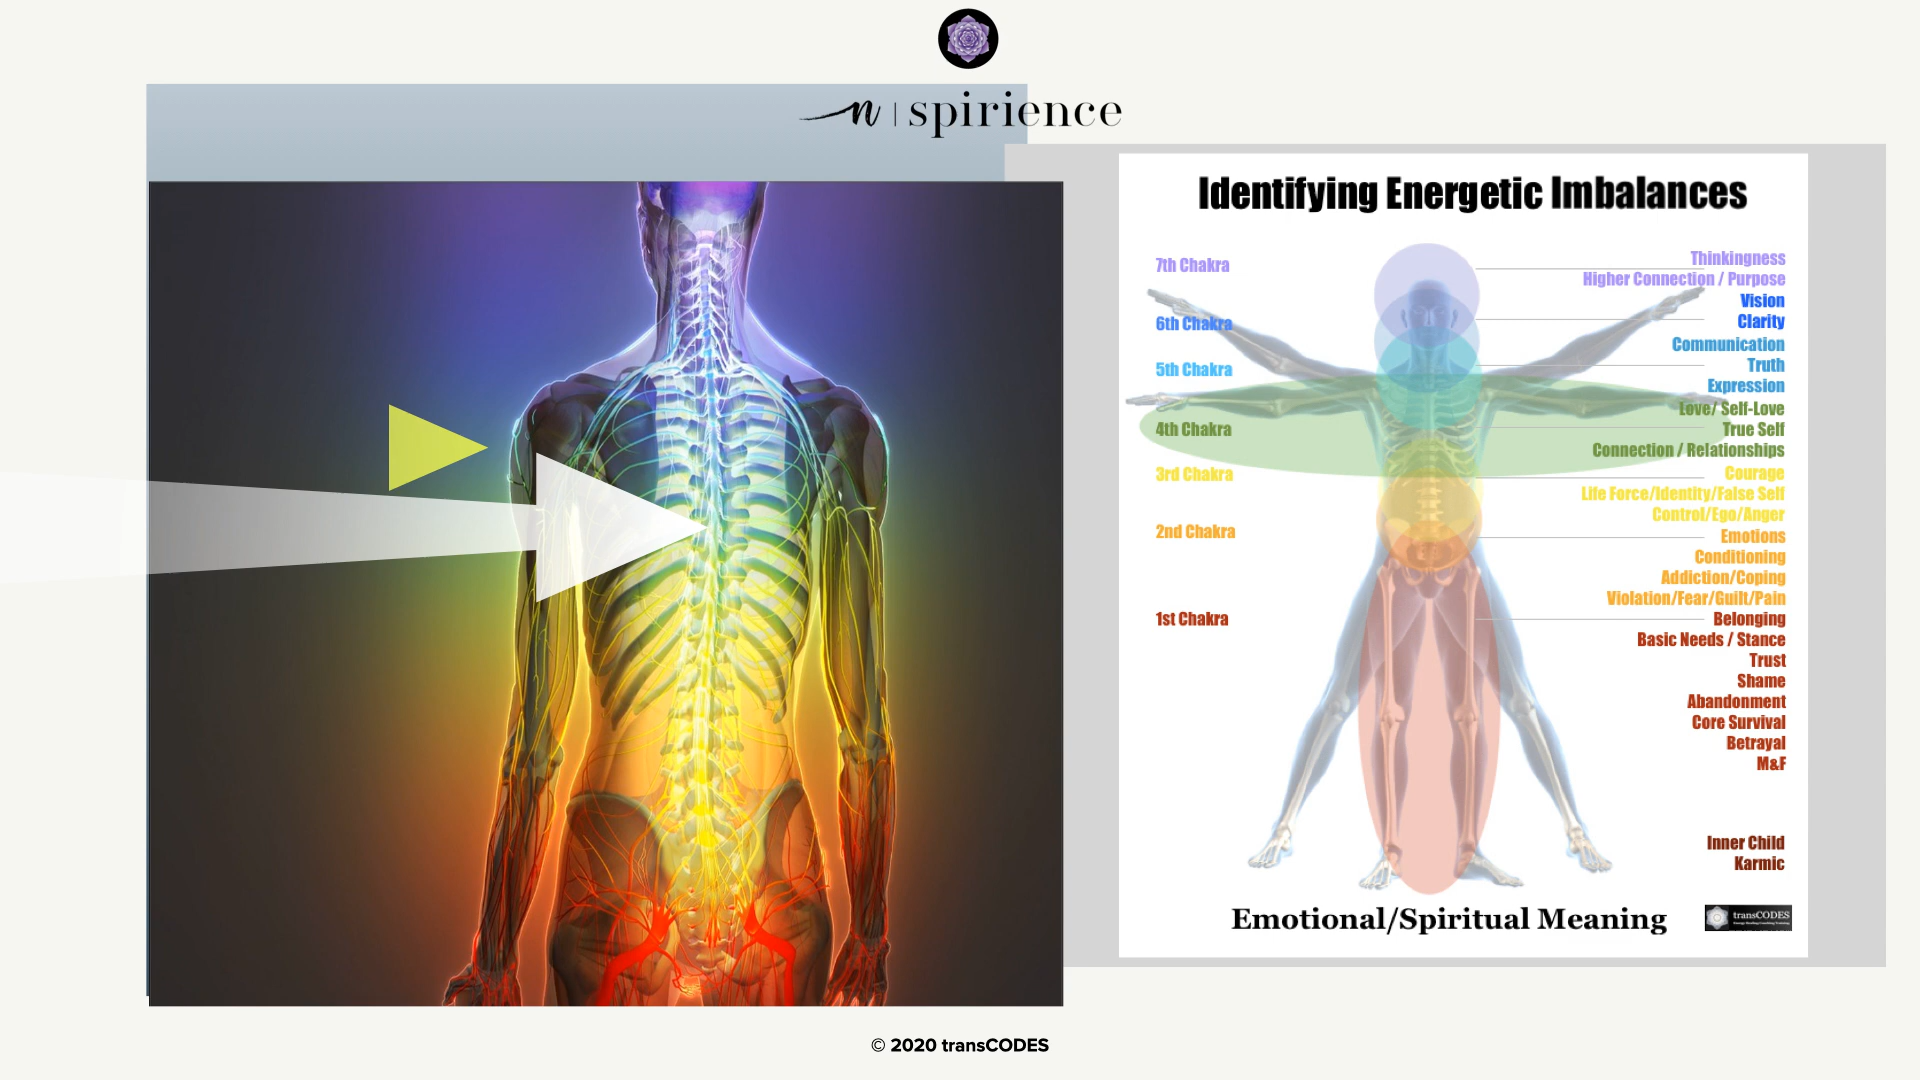 n | spirience
Identifying Energetic Imbalances
7th Chakra
Thinkingness
Higher Connection / Purpose
6th Chakra
Vision
Clarity
5th Chakra
Communication
Truth
Expression
4th Chakra
Love/ Self-Love
True Self
Connection / Relationships
3rd Chakra
Courage
Life Force/Identity/False Self
Control/Ego/Anger
2nd Chakra
Emotions
Conditioning
Addiction/Coping
Violation/Fear/Guilt/Pain
1st Chakra
Belonging
Basic Needs / Stance
Trust
Shame
Abandonment
Core Survival
Betrayal
M&F
Inner Child
Karmic
Emotional/Spiritual Meaning
transCODES
© 2020 transCODES